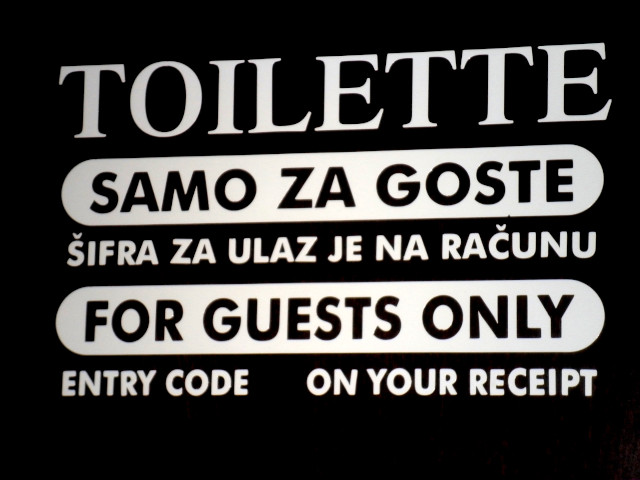 TOILETTE
SAMO ZA GOSTE
ŠIFRA ZA ULAZ JE NA RAČUNU
FOR GUESTS ONLY
ENTRY CODE ON YOUR RECEIPT